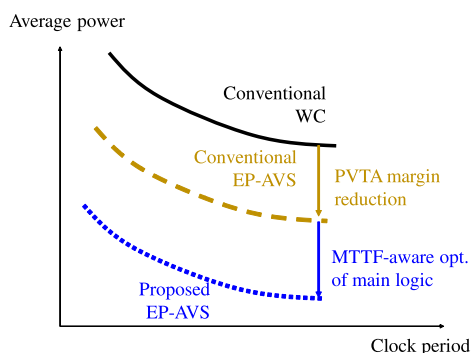 Average power
Conventional
WC
Conventional
EP-AVS
PVTA margin
reduction
MTTF-aware opt.
of main logic
Proposed
EP-AVS
Clock period